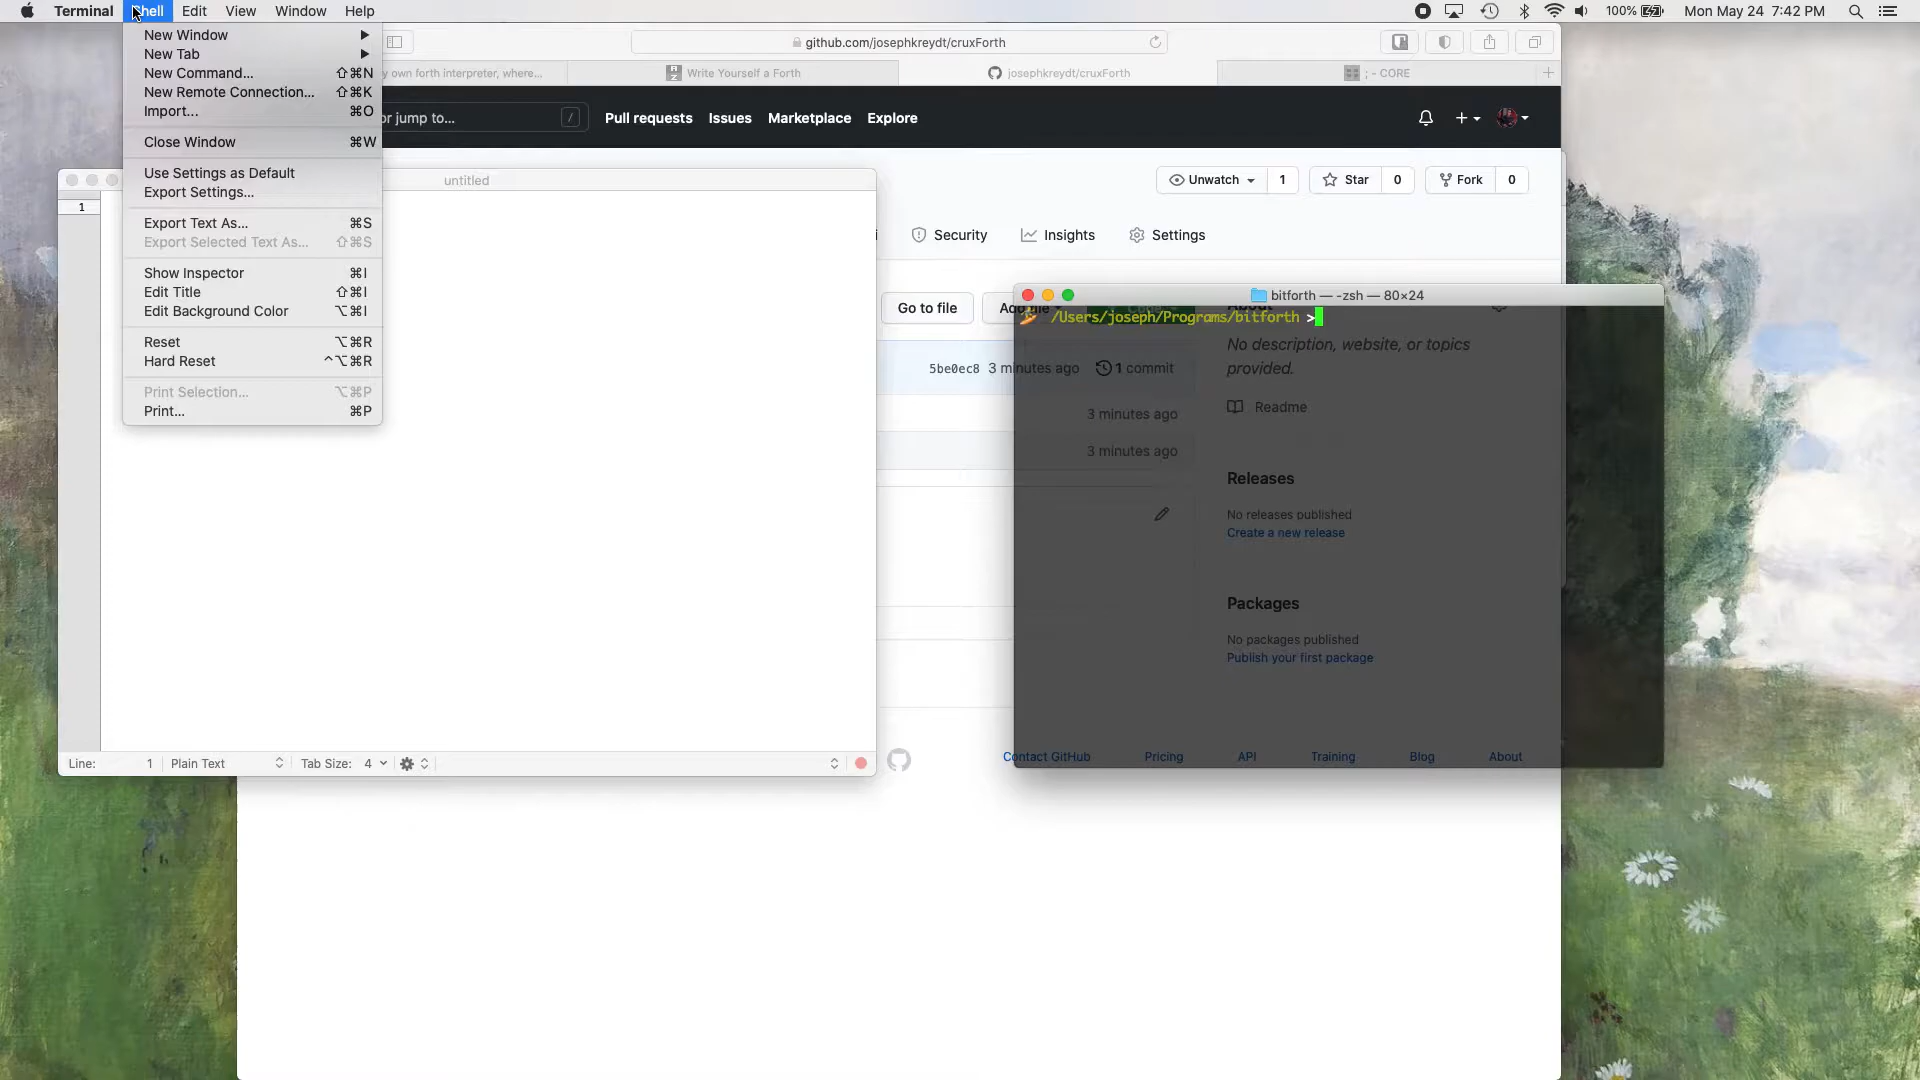 Terminal Shell Edit View Window Help 100% Mon May 24 7:42 PM
New Window
New Tab
New Command... ⇧⌘N
New Remote Connection... ⇧⌘K
Import... ⌘O
Close Window ⌘W
Use Settings as Default
Export Settings...
Export Text As... ⌘S
Export Selected Text As... ⇧⌘S
Show Inspector ⌘I
Edit Title ⇧⌘I
Edit Background Color ⌥⌘I
Reset ⌥⌘R
Hard Reset ^⌥⌘R
Print Selection... ⌥⌘P
Print... ⌘P
github.com/josephkreydt/cruxForth
y own forth interpreter, where... Write Yourself a Forth josephkreydt/cruxForth ; - CORE
or jump to... / Pull requests Issues Marketplace Explore
Unwatch 1 Star 0 Fork 0
Security Insights Settings
Go to file
5be0ec8 3 minutes ago 1 commit
3 minutes ago
3 minutes ago
untitled
1
Line: 1 Plain Text Tab Size: 4
bitforth — -zsh — 80×24
/Users/joseph/Programs/bitforth >
About
No description, website, or topics
provided.
Readme
Releases
No releases published
Create a new release
Packages
No packages published
Publish your first package
Contact GitHub Pricing API Training Blog About